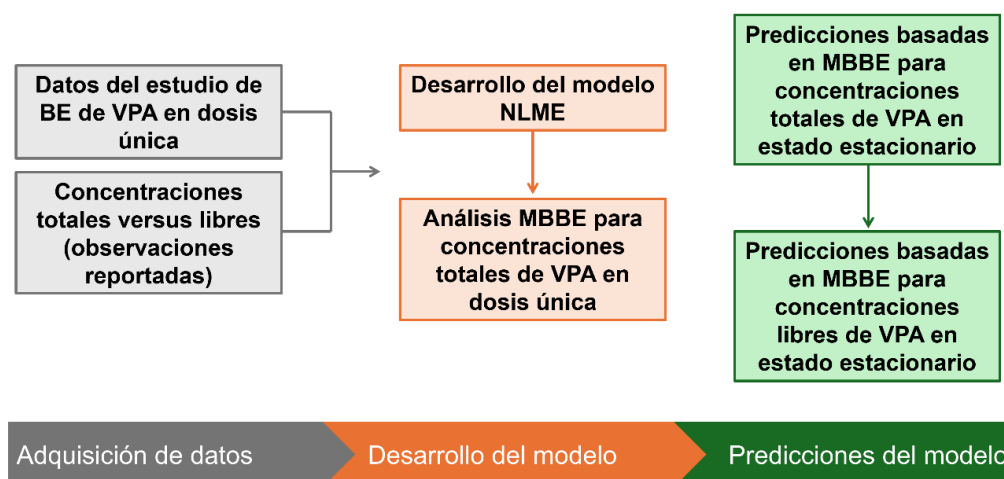 Datos del estudio de
BE de VPA en dosis
única
Concentraciones
totales versus libres
(observaciones
reportadas)
Desarrollo del modelo
NLME
Análisis MBBE para
concentraciones
totales de VPA en
dosis única
Predicciones basadas
en MBBE para
concentraciones
totales de VPA en
estado estacionario
Predicciones basadas
en MBBE para
concentraciones
libres de VPA en
estado estacionario
Adquisición de datos
Desarrollo del modelo
Predicciones del modelo